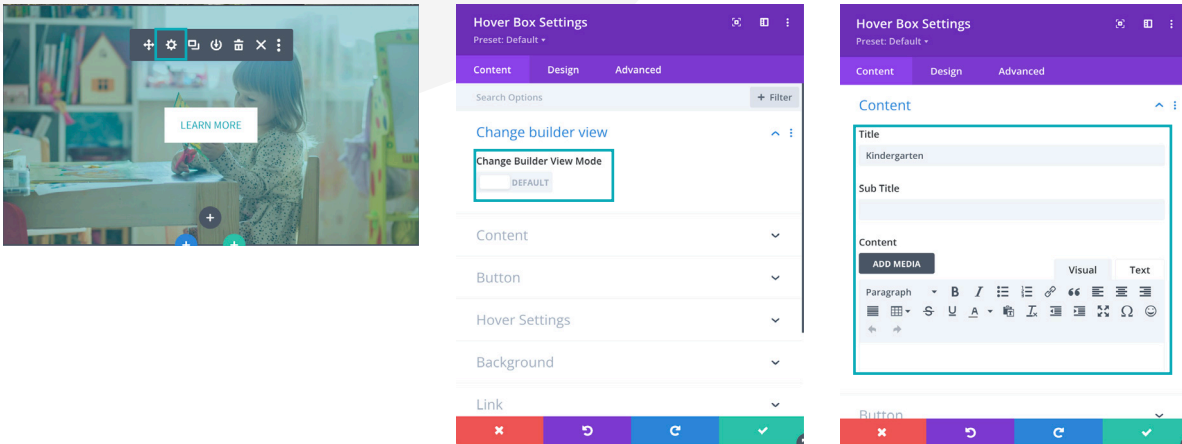 LEARN MORE
Hover Box Settings
Preset: Default
Content Design Advanced
Search Options + Filter
Change builder view
Change Builder View Mode
DEFAULT
Content
Button
Hover Settings
Background
Link
Hover Box Settings
Preset: Default
Content Design Advanced
Content
Title
Kindergarten
Sub Title
Content
ADD MEDIA Visual Text
Paragraph
Button